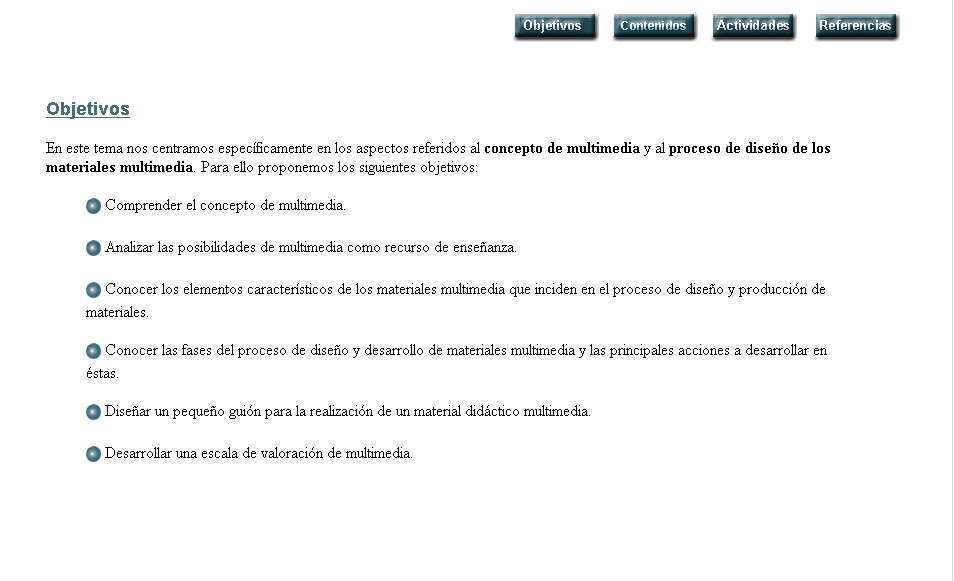 Objetivos Contenidos Actividades Referencias
Objetivos
En este tema nos centramos específicamente en los aspectos referidos al concepto de multimedia y al proceso de diseño de los
materiales multimedia. Para ello proponemos los siguientes objetivos:
Comprender el concepto de multimedia.
Analizar las posibilidades de multimedia como recurso de enseñanza.
Conocer los elementos característicos de los materiales multimedia que inciden en el proceso de diseño y producción de
materiales.
Conocer las fases del proceso de diseño y desarrollo de materiales multimedia y las principales acciones a desarrollar en
éstas.
Diseñar un pequeño guión para la realización de un material didáctico multimedia.
Desarrollar una escala de valoración de multimedia.